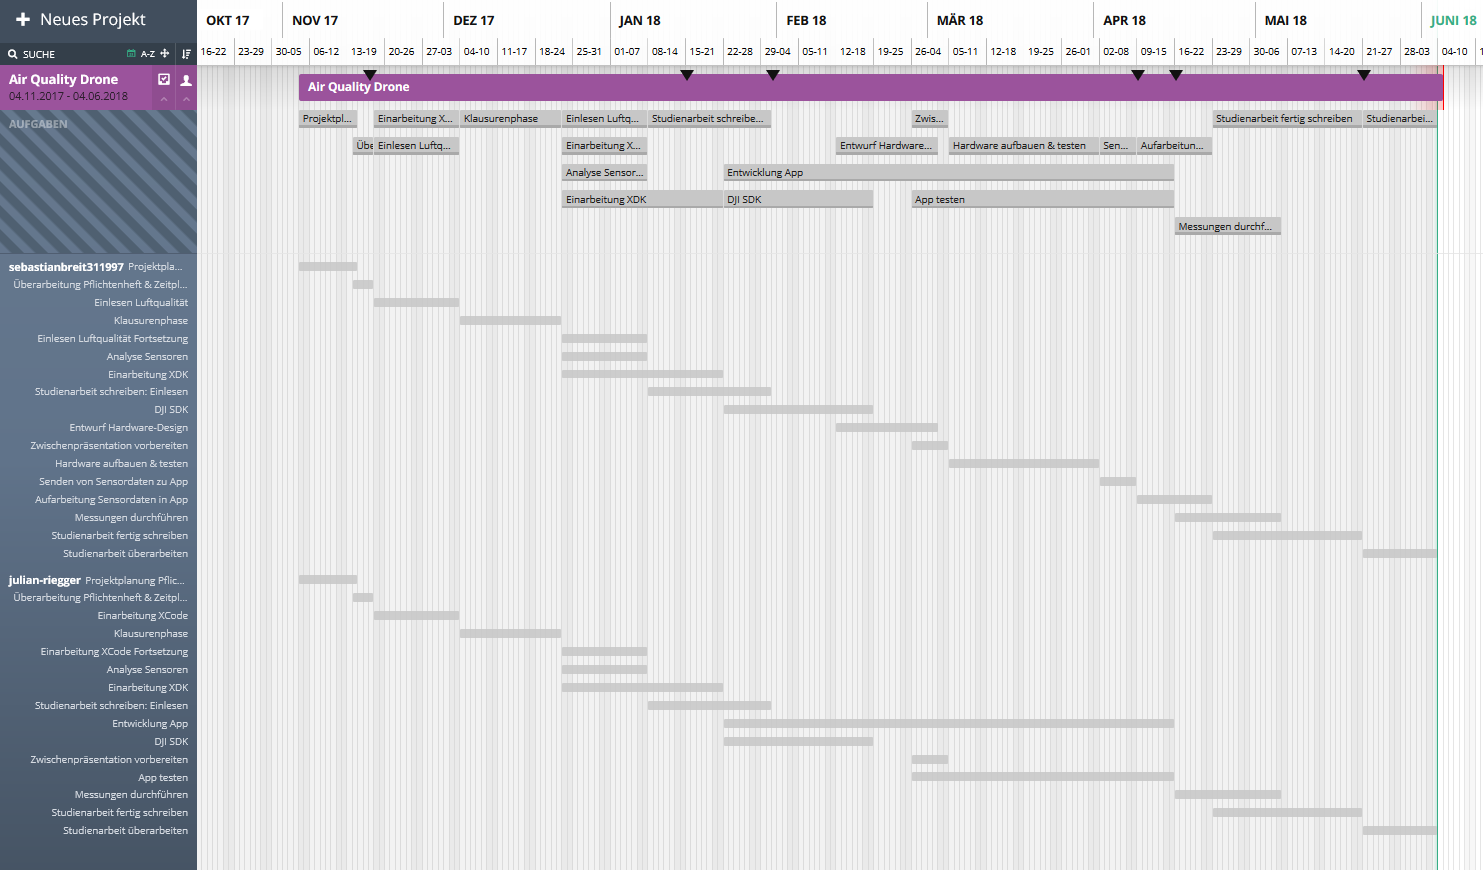 Neues Projekt
OKT 17 NOV 17 DEZ 17 JAN 18 FEB 18 MÄR 18 APR 18 MAI 18 JUNI 18
SUCHE A-Z
16-22 23-29 30-05 06-12 13-19 20-26 27-03 04-10 11-17 18-24 25-31 01-07 08-14 15-21 22-28 29-04 05-11 12-18 19-25 26-04 05-11 12-18 19-25 26-01 02-08 09-15 16-22 23-29 30-06 07-13 14-20 21-27 28-03 04-10 1
Air Quality Drone
04.11.2017 - 04.06.2018
Air Quality Drone
AUFGABEN
Projektpl... Einarbeitung X... Klausurenphase Einlesen Luftq... Studienarbeit schreibe... Zwis... Studienarbeit fertig schreiben Studienarbei...
Übe Einlesen Luftq... Einarbeitung X... Entwurf Hardware... Hardware aufbauen & testen Sen... Aufarbeitun...
Analyse Sensor... Entwicklung App
Einarbeitung XDK DJI SDK App testen
Messungen durchf...
sebastianbreit311997 Projektpla...
Überarbeitung Pflichtenheft & Zeitpl...
Einlesen Luftqualität
Klausurenphase
Einlesen Luftqualität Fortsetzung
Analyse Sensoren
Einarbeitung XDK
Studienarbeit schreiben: Einlesen
DJI SDK
Entwurf Hardware-Design
Zwischenpräsentation vorbereiten
Hardware aufbauen & testen
Senden von Sensordaten zu App
Aufarbeitung Sensordaten in App
Messungen durchführen
Studienarbeit fertig schreiben
Studienarbeit überarbeiten
julian-riegger Projektplanung Pflic...
Überarbeitung Pflichtenheft & Zeitpl...
Einarbeitung XCode
Klausurenphase
Einarbeitung XCode Fortsetzung
Analyse Sensoren
Einarbeitung XDK
Studienarbeit schreiben: Einlesen
Entwicklung App
DJI SDK
Zwischenpräsentation vorbereiten
App testen
Messungen durchführen
Studienarbeit fertig schreiben
Studienarbeit überarbeiten